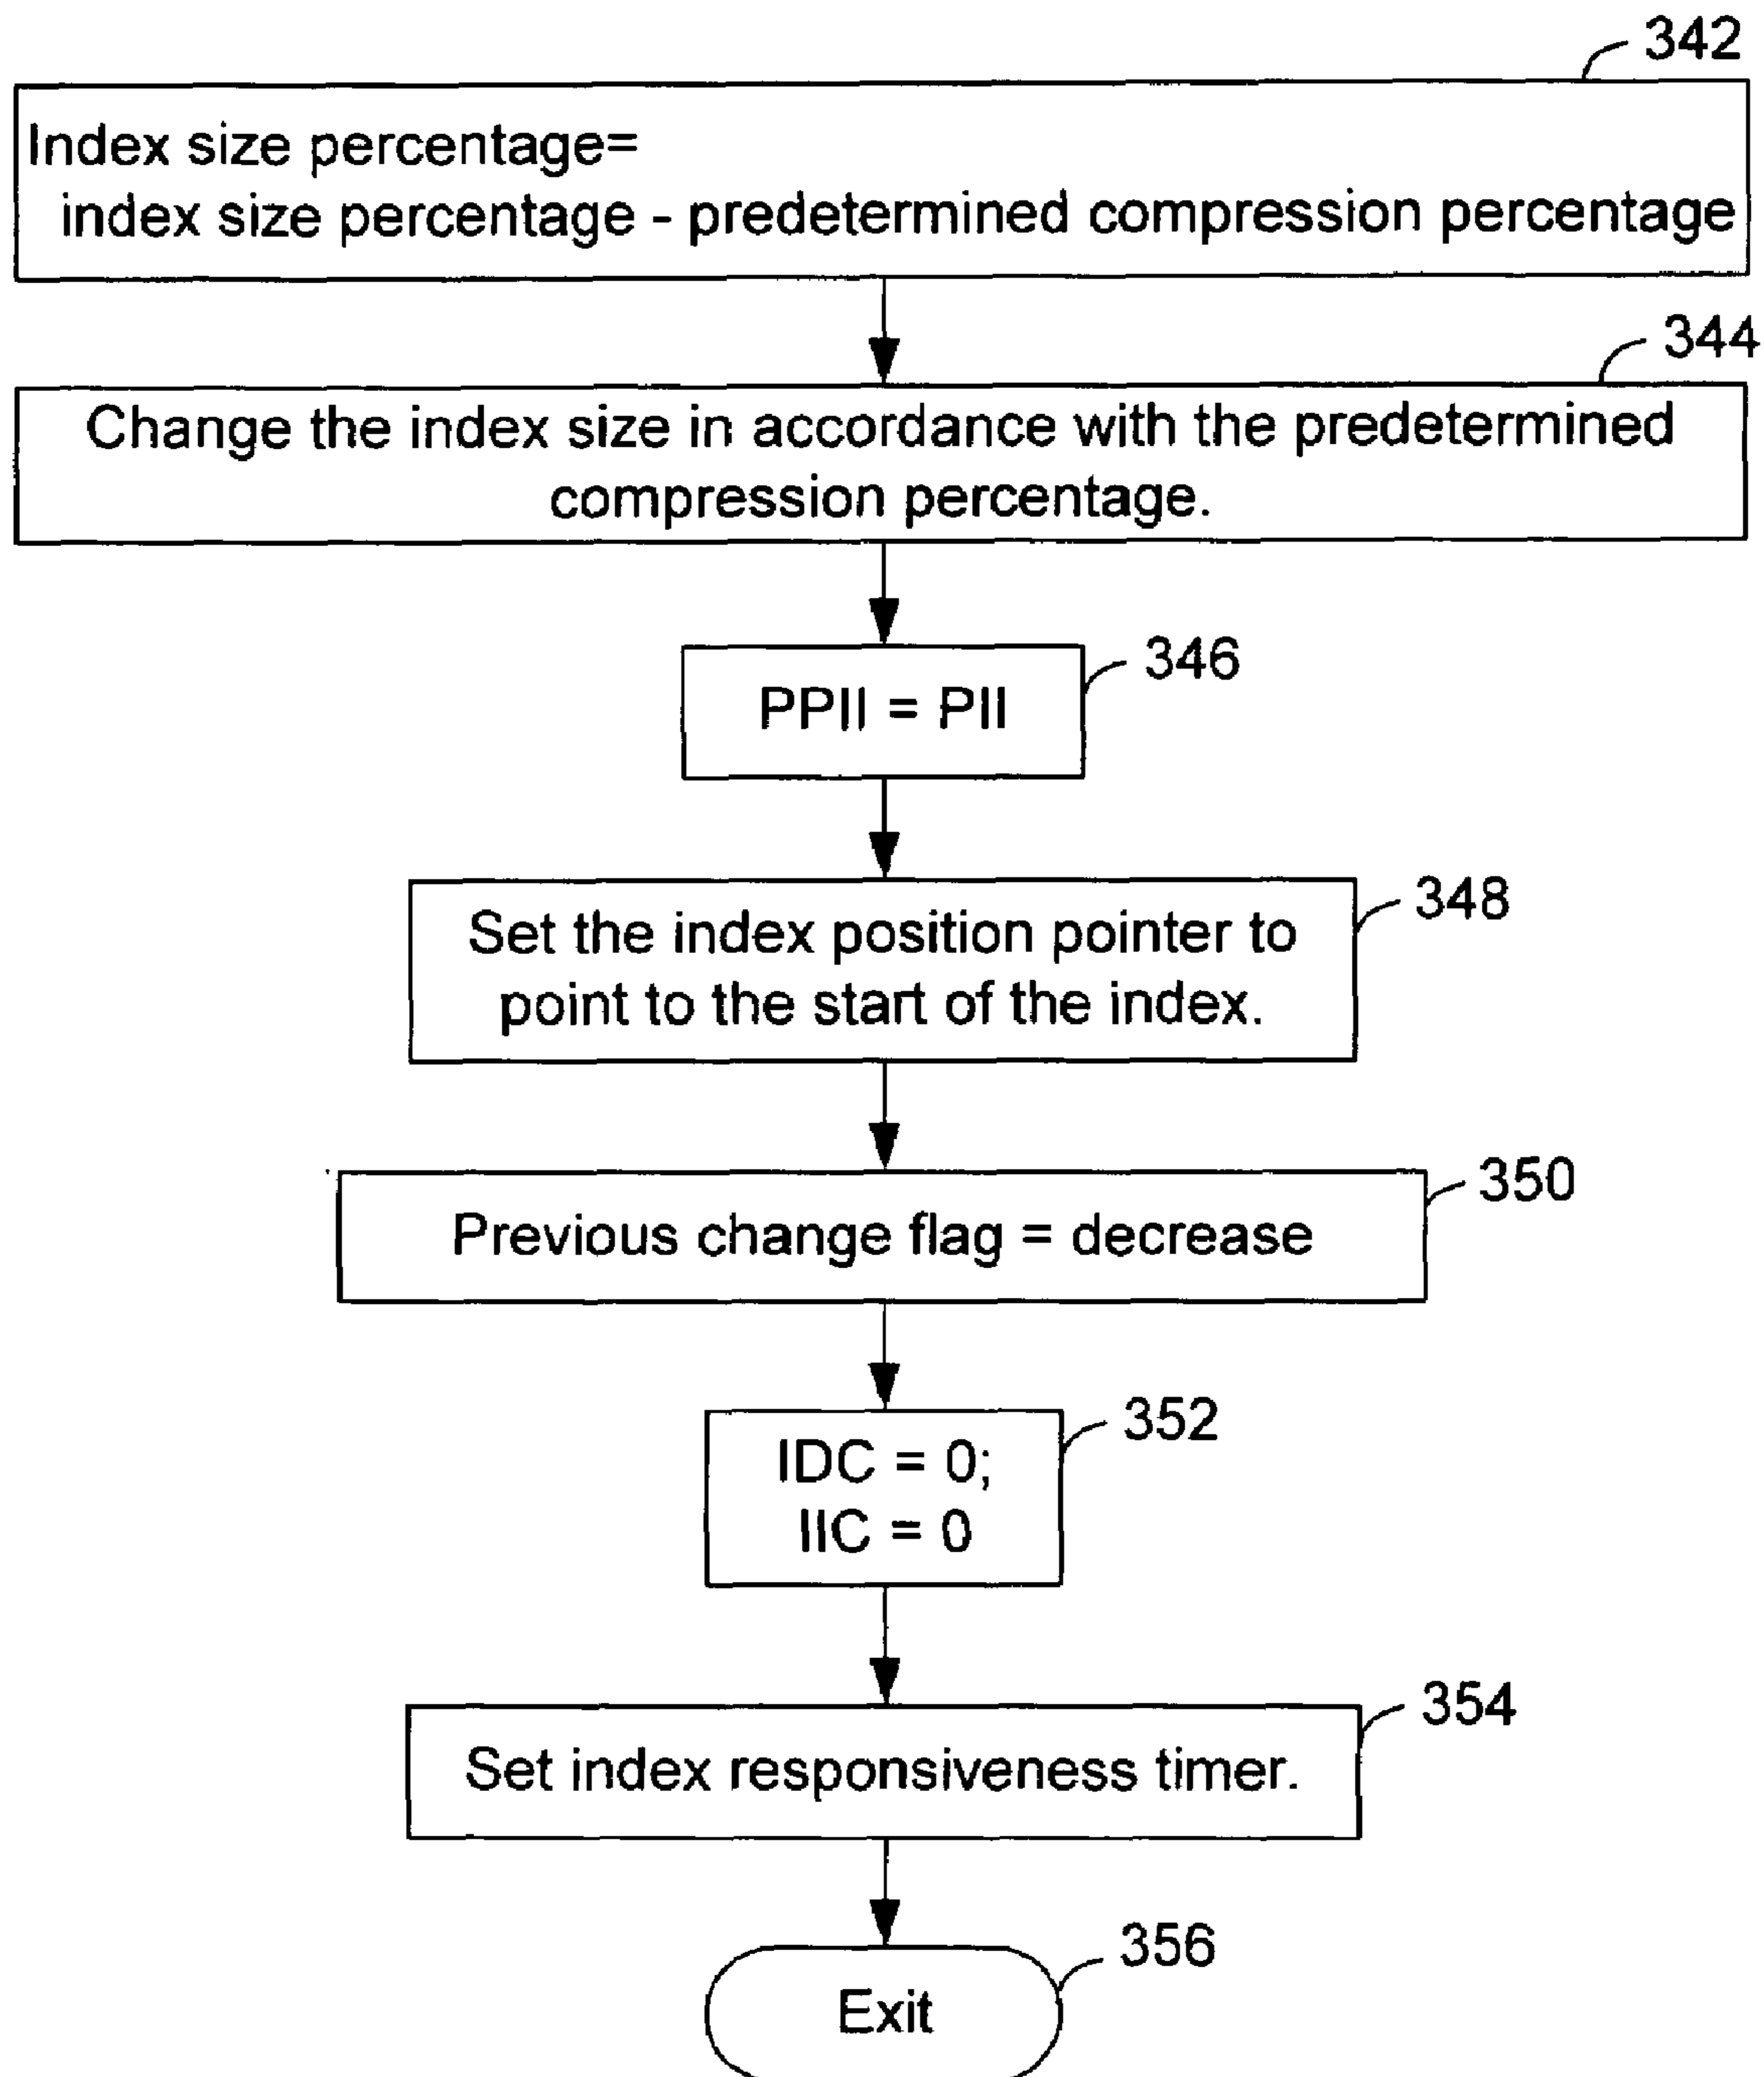 342
Index size percentage=
index size percentage - predetermined compression percentage
344
Change the index size in accordance with the predetermined
compression percentage.
346
PPII = PII
348
Set the index position pointer to
point to the start of the index.
350
Previous change flag = decrease
352
IDC = 0;
IIC = 0
354
Set index responsiveness timer.
356
Exit